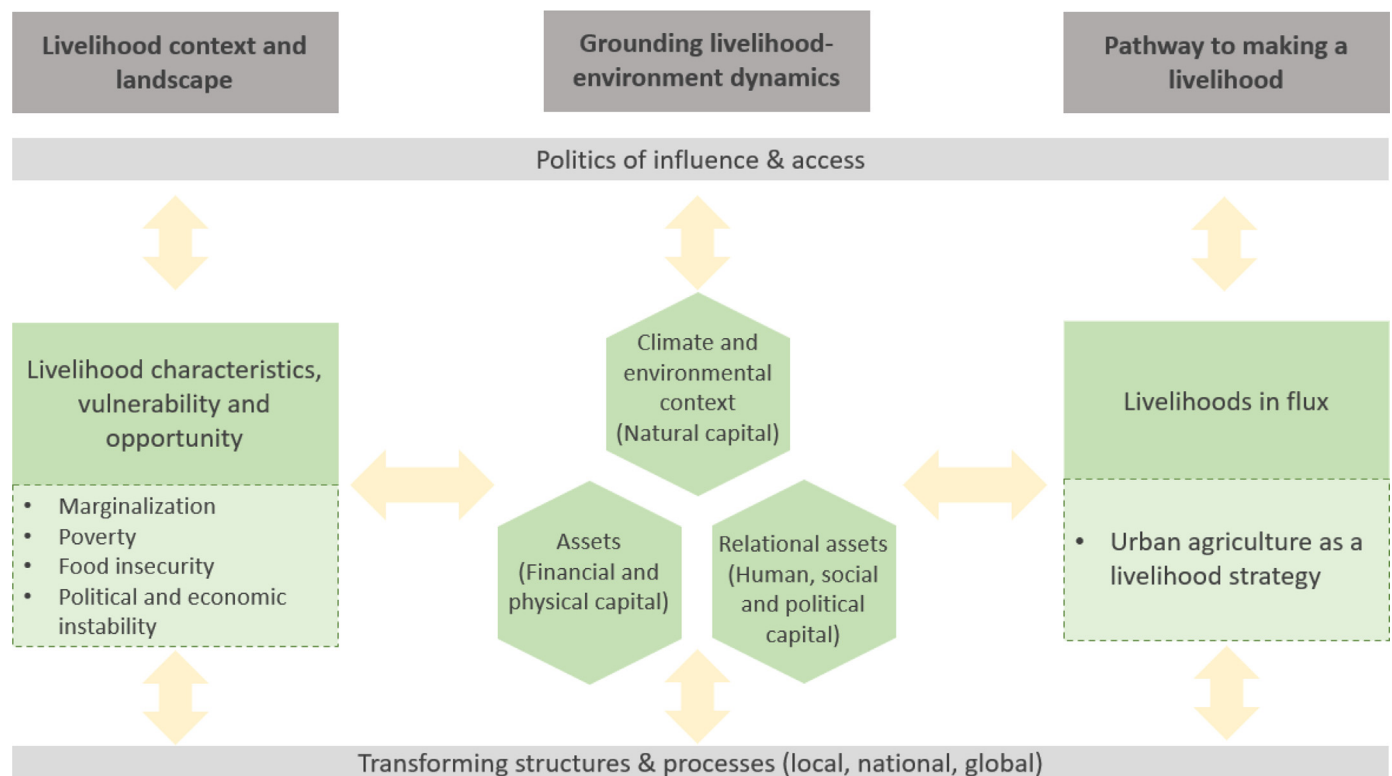 Livelihood context and
landscape
Grounding livelihood-
environment dynamics
Pathway to making a
livelihood
Politics of influence & access
Livelihood characteristics,
vulnerability and
opportunity
• Marginalization
• Poverty
• Food insecurity
• Political and economic
instability
Climate and
environmental
context
(Natural capital)
Assets
(Financial and
physical capital)
Relational assets
(Human, social
and political
capital)
Livelihoods in flux
• Urban agriculture as a
livelihood strategy
Transforming structures & processes (local, national, global)